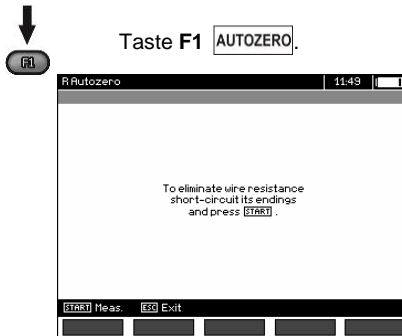 Taste F1 AUTOZERO.
F1
R Autozero 11:49
To eliminate wire resistance
short-circuit its endings
and press START .
START Meas. ESC Exit